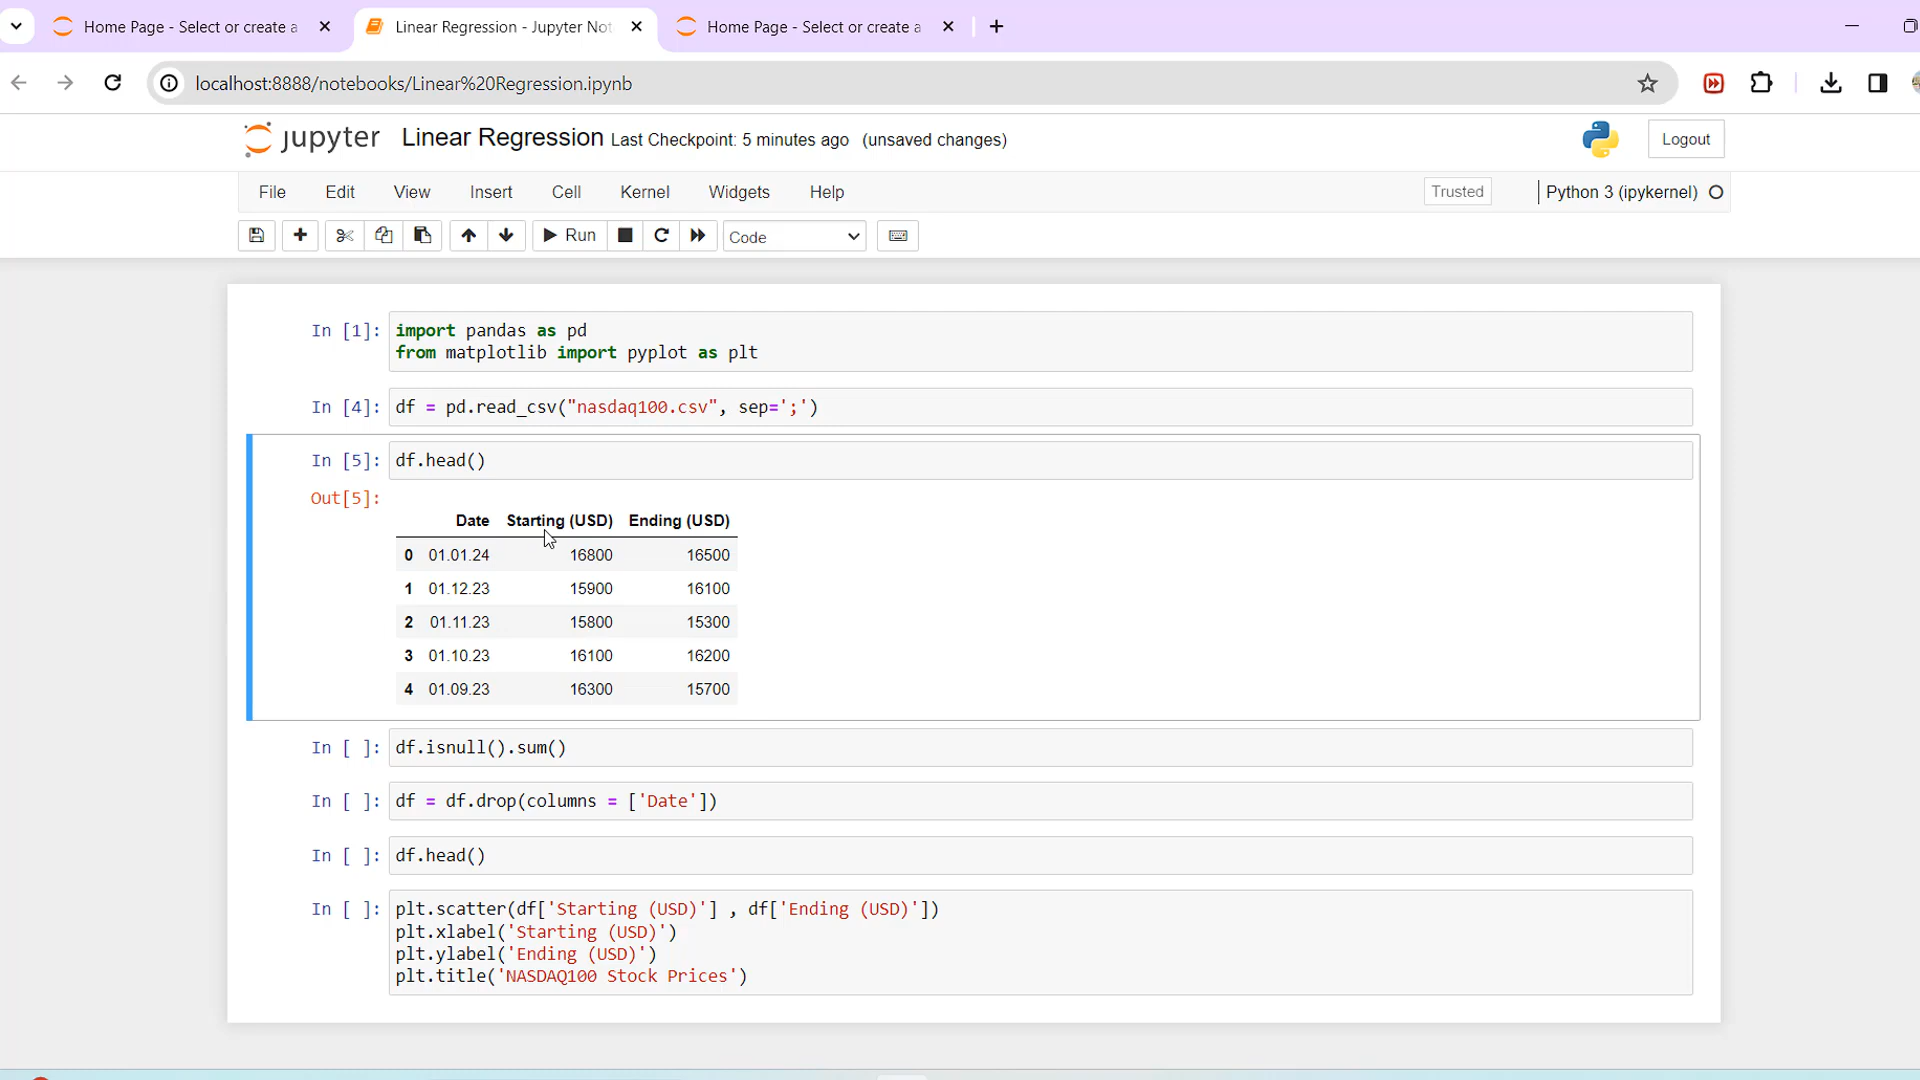 Home Page - Select or create a
Linear Regression - Jupyter Not
Home Page - Select or create a
localhost:8888/notebooks/Linear%20Regression.ipynb
jupyter Linear Regression Last Checkpoint: 5 minutes ago (unsaved changes)
Logout
File Edit View Insert Cell Kernel Widgets Help
Trusted Python 3 (ipykernel)
Run Code
In [1]: import pandas as pd
from matplotlib import pyplot as plt
In [4]: df = pd.read_csv("nasdaq100.csv", sep=';')
In [5]: df.head()
Out[5]:
Date Starting (USD) Ending (USD)
0 01.01.24 16800 16500
1 01.12.23 15900 16100
2 01.11.23 15800 15300
3 01.10.23 16100 16200
4 01.09.23 16300 15700
In [ ]: df.isnull().sum()
In [ ]: df = df.drop(columns = ['Date'])
In [ ]: df.head()
In [ ]: plt.scatter(df['Starting (USD)'] , df['Ending (USD)'])
plt.xlabel('Starting (USD)')
plt.ylabel('Ending (USD)')
plt.title('NASDAQ100 Stock Prices')